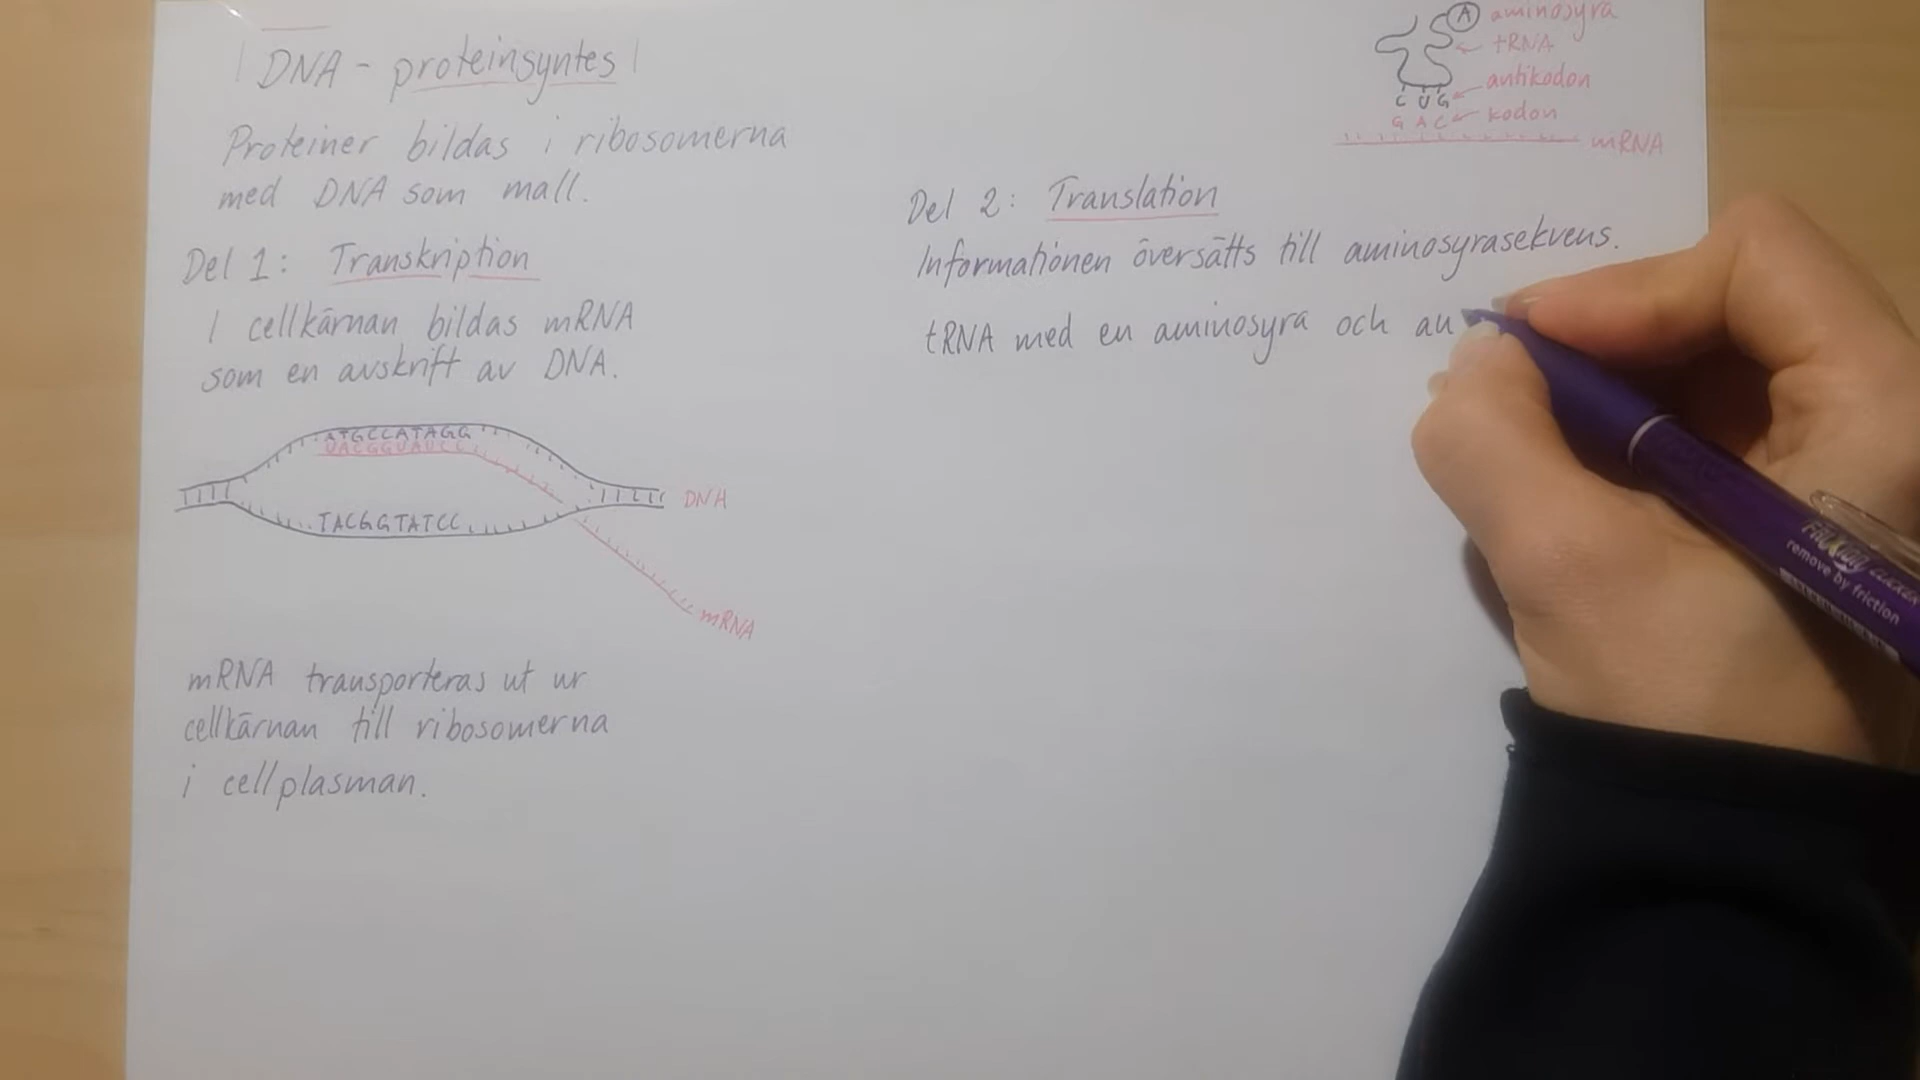 DNA - proteinsyntes
Proteiner bildas i ribosomerna
med DNA som mall.
Del 1: Transkription
I cellkärnan bildas mRNA
som en avskrift av DNA.
ATGCCATAGG
UACGGUAUCC
DNA
TACGGTATCC
mRNA
mRNA transporteras ut ur
cellkärnan till ribosomerna
i cellplasman.
A aminosyra
tRNA
antikodon
CUG
kodon
GAC
mRNA
Del 2: Translation
Informationen översätts till aminosyrasekvens.
tRNA med en aminosyra och an
FriXion CLICKER
remove by friction